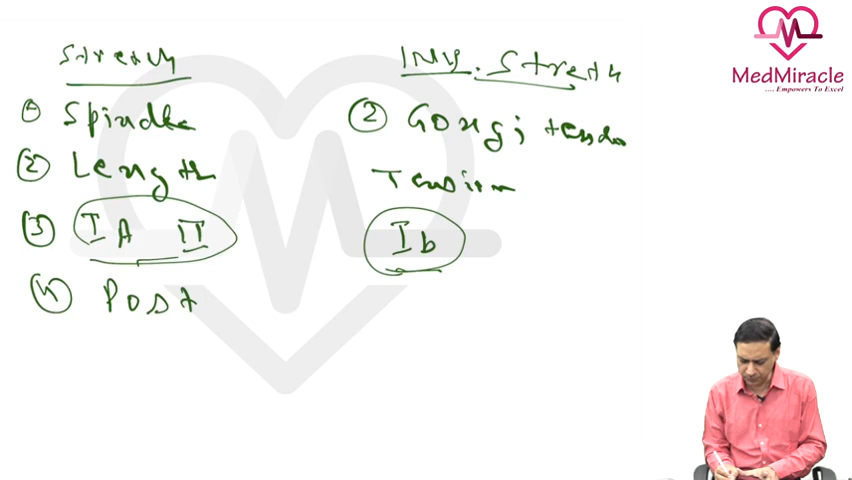 MedMiracle
.... Empowers To Excel
Stretch
Inv. Stretch
① Spindle
② Golgi tendon
② Length
Tension
③ IA II
Ib
④ Post